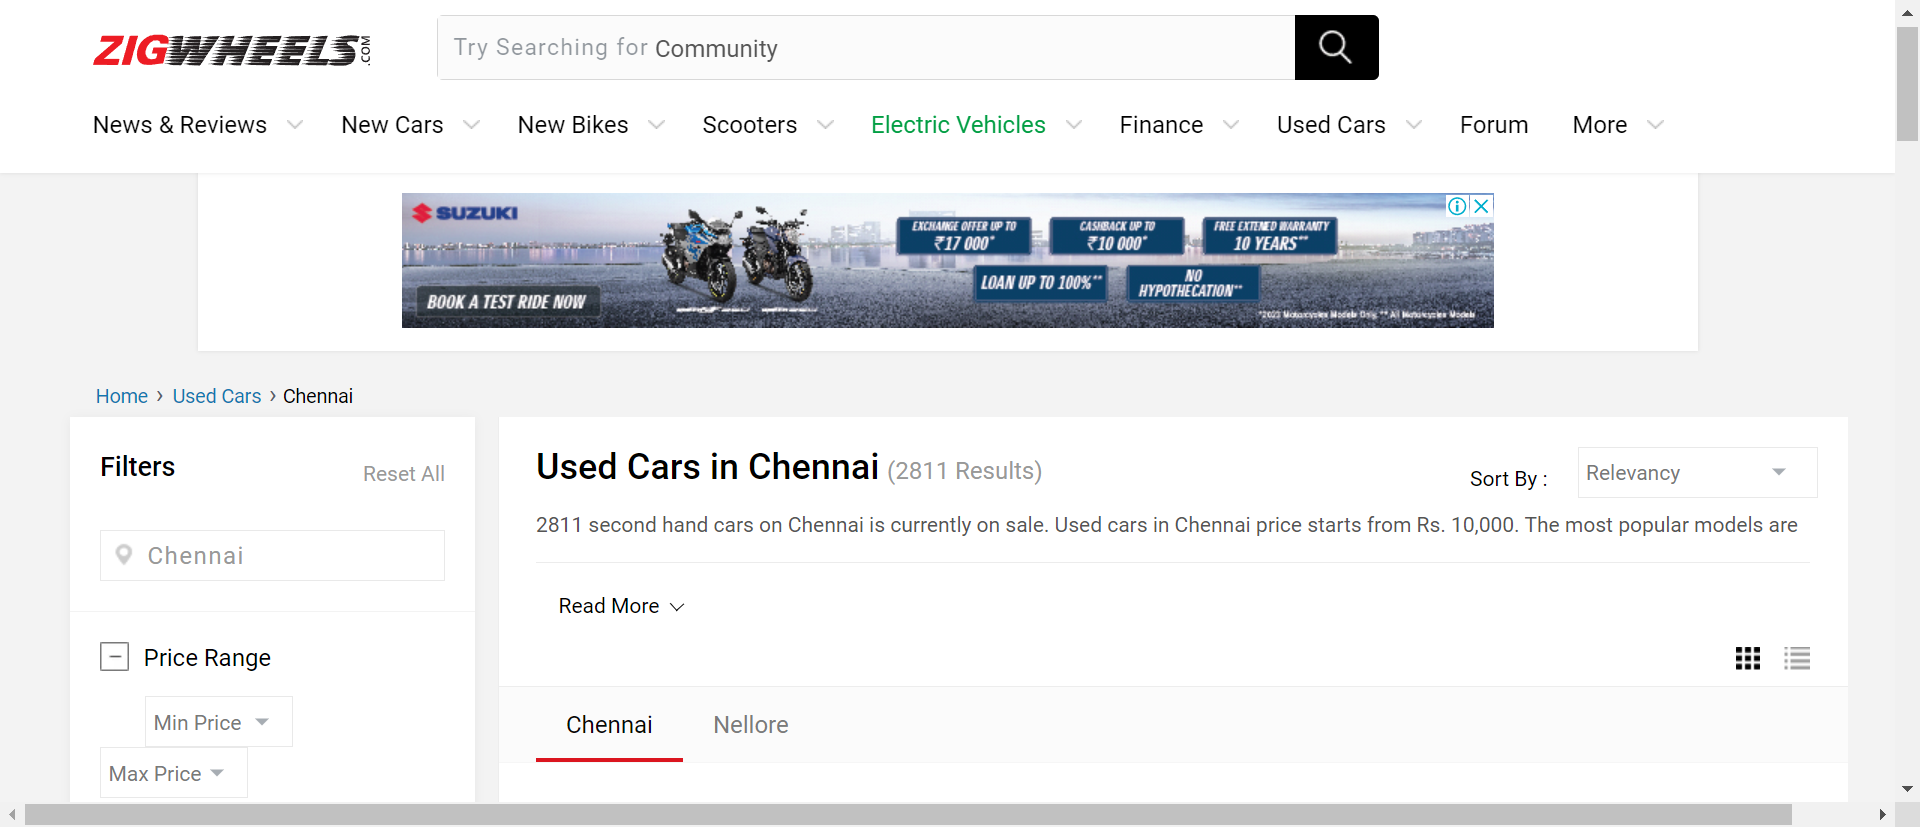 ZIGWHEELS.COM
Try Searching for Community
News & Reviews New Cars New Bikes Scooters Electric Vehicles Finance Used Cars Forum More
SUZUKI
EXCHANGE OFFER UP TO ₹17 000*
CASHBACK UP TO ₹10 000*
FREE EXTENED WARRANTY 10 YEARS**
LOAN UP TO 100%**
NO HYPOTHECATION**
BOOK A TEST RIDE NOW
*2023 Motorcycles Models Only. ** All Motorcycles Models
Home › Used Cars › Chennai
Filters
Reset All
Chennai
Price Range
Min Price
Max Price
Used Cars in Chennai (2811 Results)
Sort By : Relevancy
2811 second hand cars on Chennai is currently on sale. Used cars in Chennai price starts from Rs. 10,000. The most popular models are
Read More
Chennai Nellore